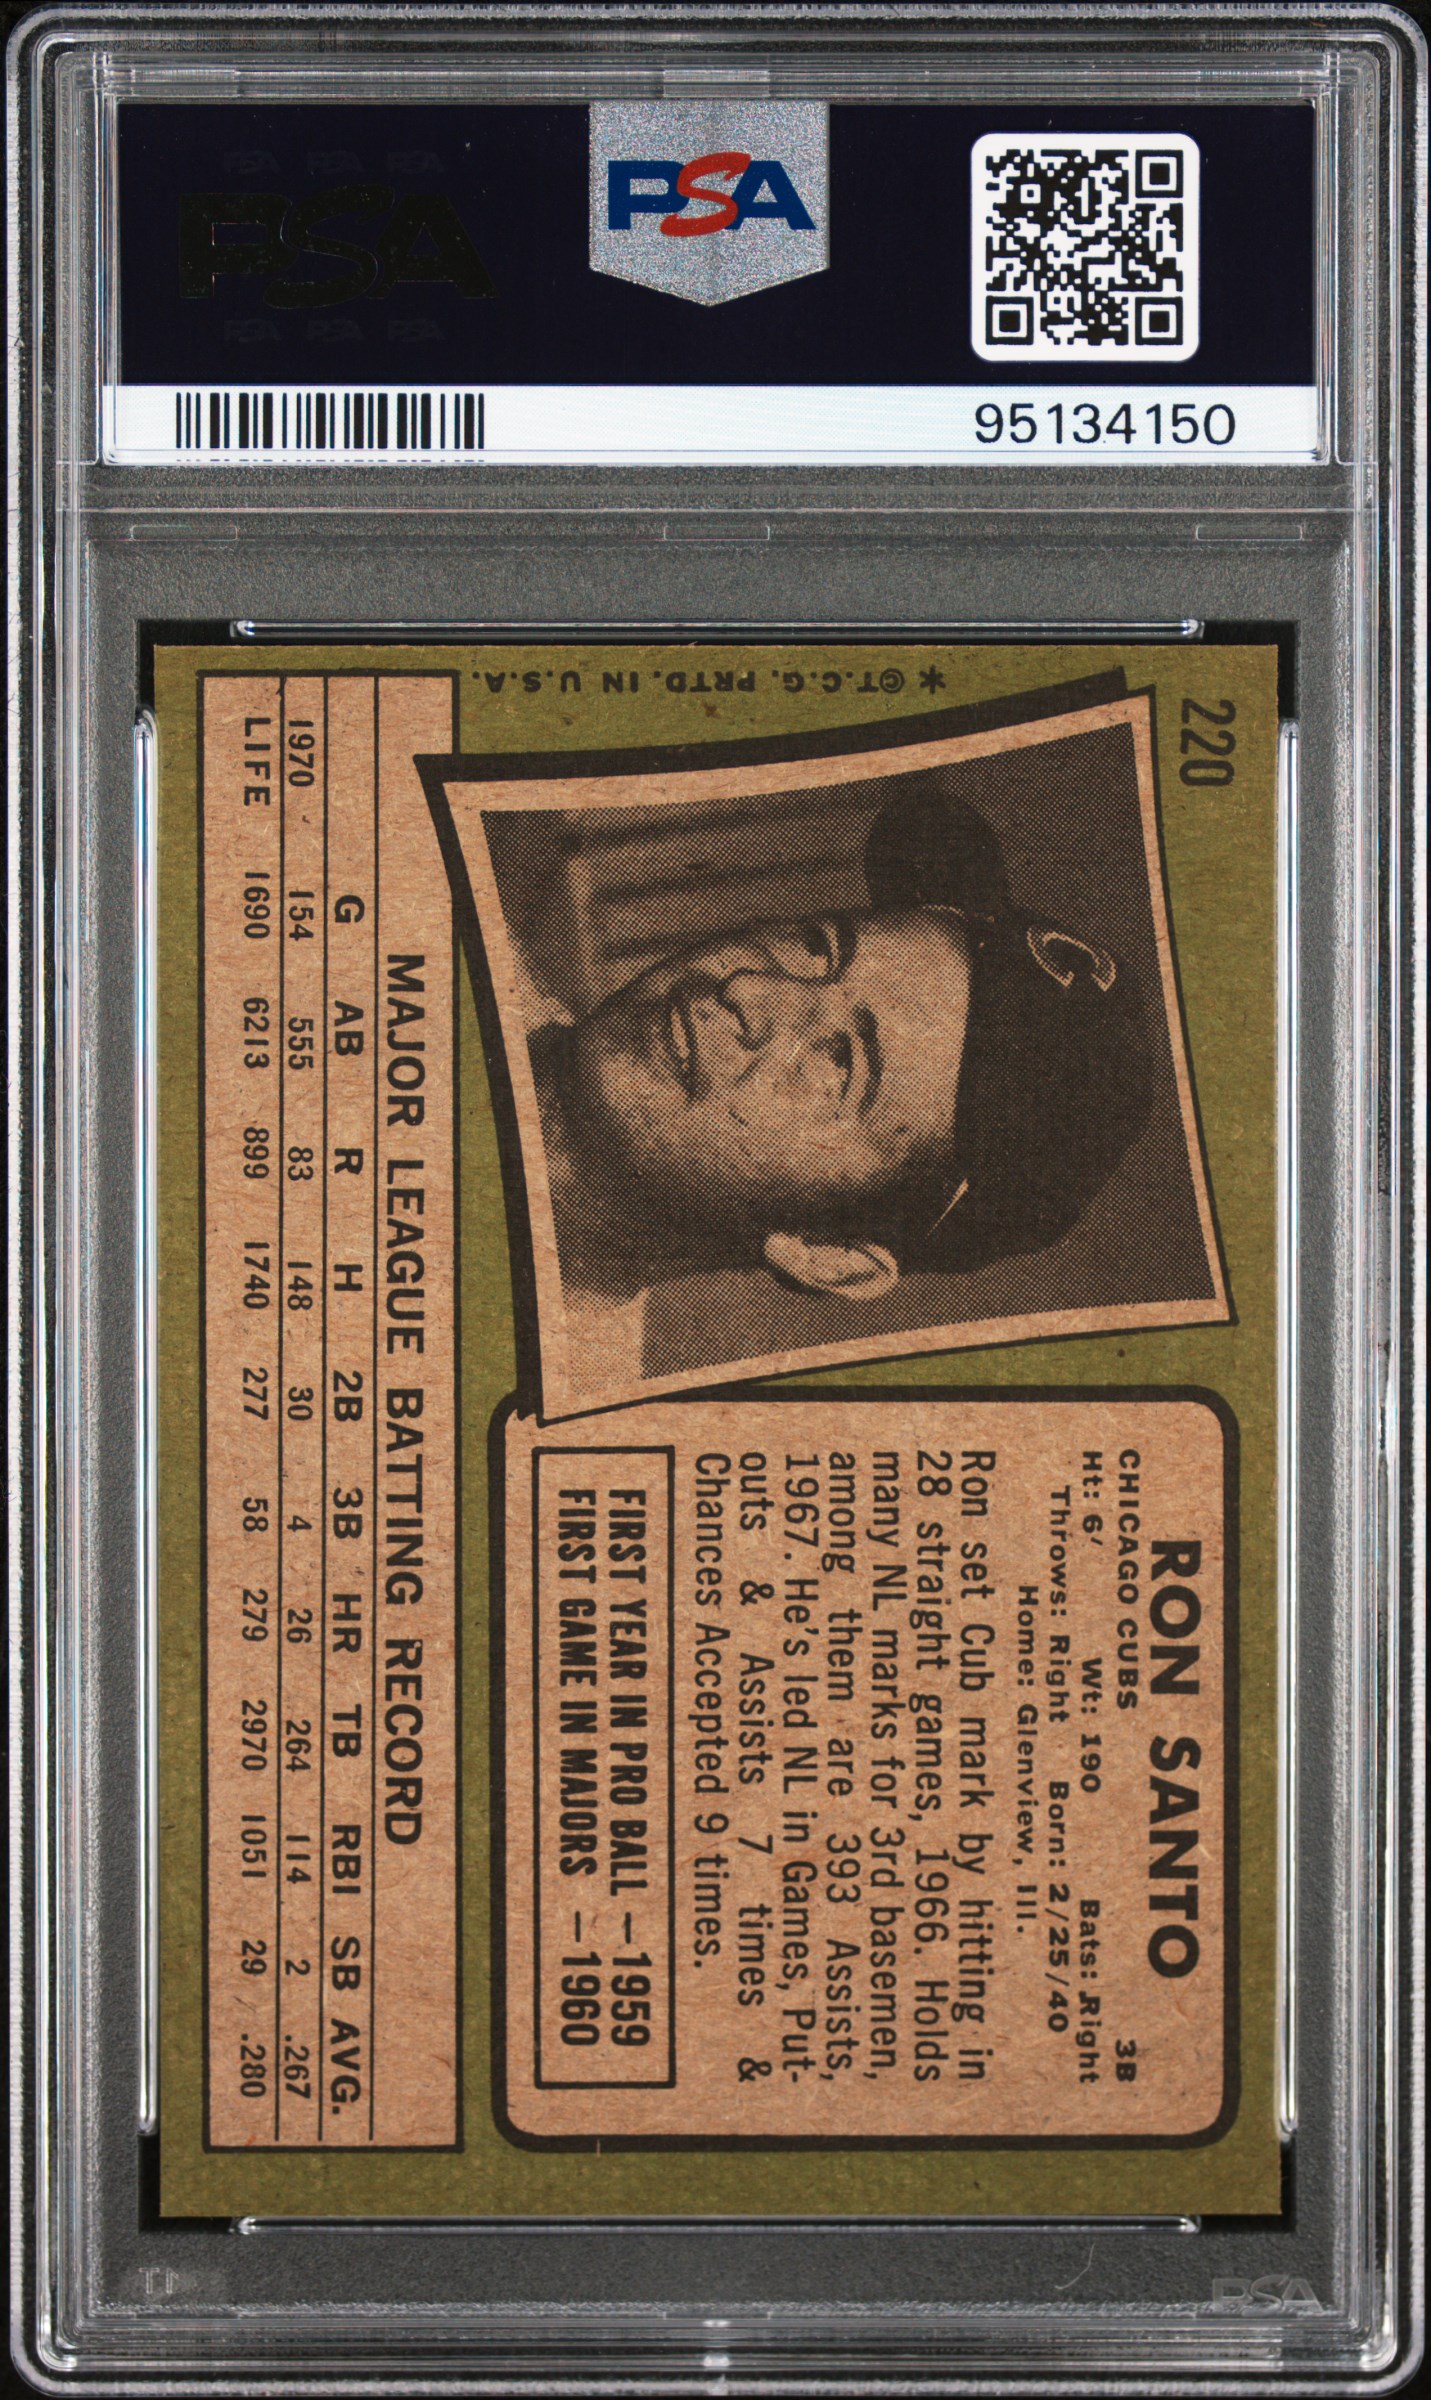 PSA
PSA
95134150
220
*©T.C.G. PRTD. IN U.S.A.
RON SANTO
CHICAGO CUBS 3B
Ht: 6' Wt: 190 Bats: Right
Throws: Right Born: 2/25/40
Home: Glenview, Ill.
Ron set Cub mark by hitting in
28 straight games, 1966. Holds
many NL marks for 3rd basemen,
among them are 393 Assists,
1967. He's led NL in Games, Put-
outs & Assists 7 times &
Chances Accepted 9 times.
FIRST YEAR IN PRO BALL —1959
FIRST GAME IN MAJORS —1960
MAJOR LEAGUE BATTING RECORD
G AB R H 2B 3B HR TB RBI SB AVG.
1970 154 555 83 148 30 4 26 264 114 2 .267
LIFE 1690 6213 899 1740 277 58 279 2970 1051 29 .280
PSA